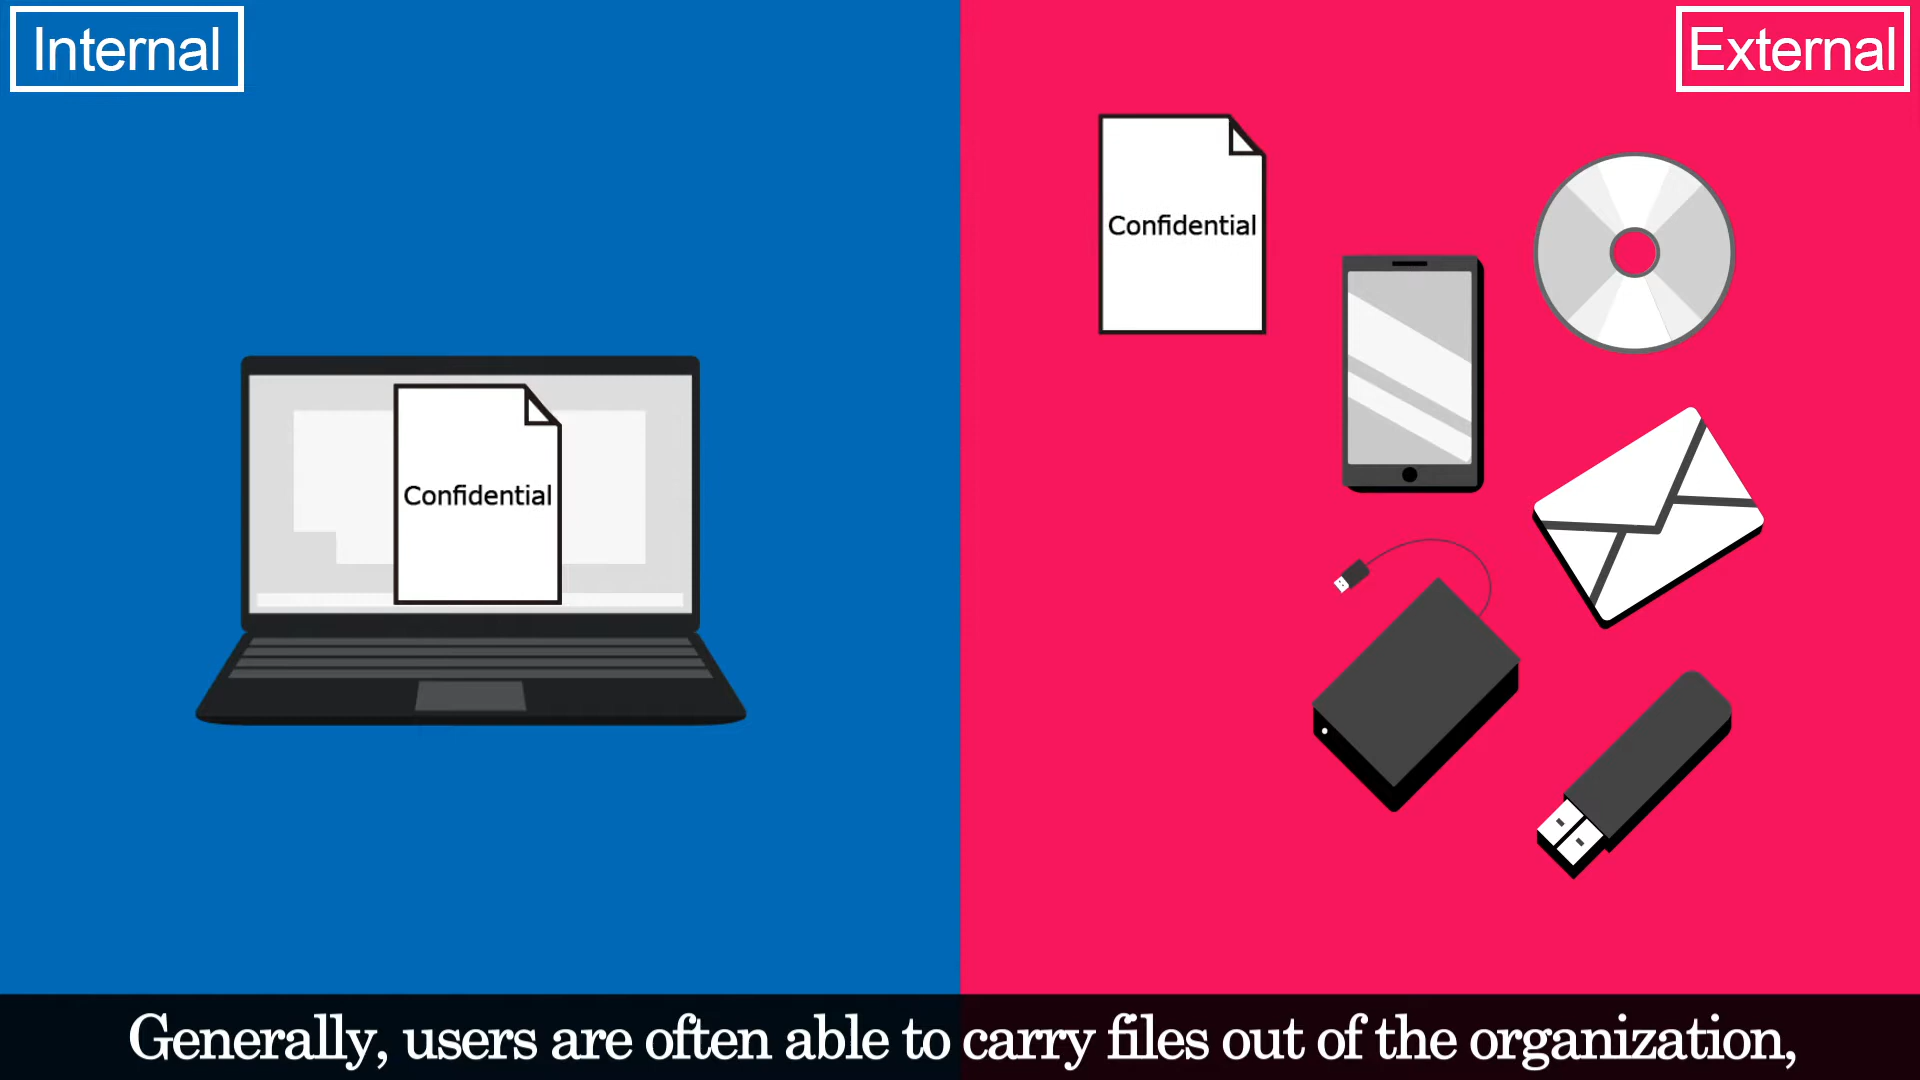 Internal
External
Confidential
Confidential
Generally, users are often able to carry files out of the organization,